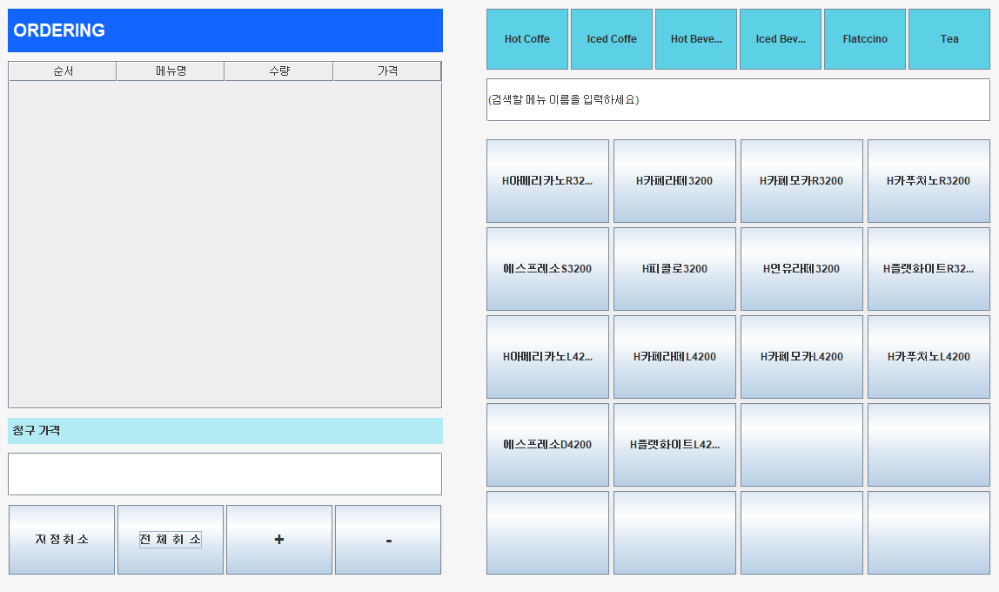 ORDERING
순서 메뉴명 수량 가격
청구 가격
지정취소 전체취소 + -
Hot Coffe Iced Coffe Hot Beve... Iced Bev... Flatccino Tea
(검색할 메뉴 이름을 입력하세요)
H아메리카노R32... H카페라떼3200 H카페모카R3200 H카푸치노R3200
에스프레소S3200 H피콜로3200 H연유라떼3200 H플랫화이트R32...
H아메리카노L42... H카페라떼L4200 H카페모카L4200 H카푸치노L4200
에스프레소D4200 H플랫화이트L42...